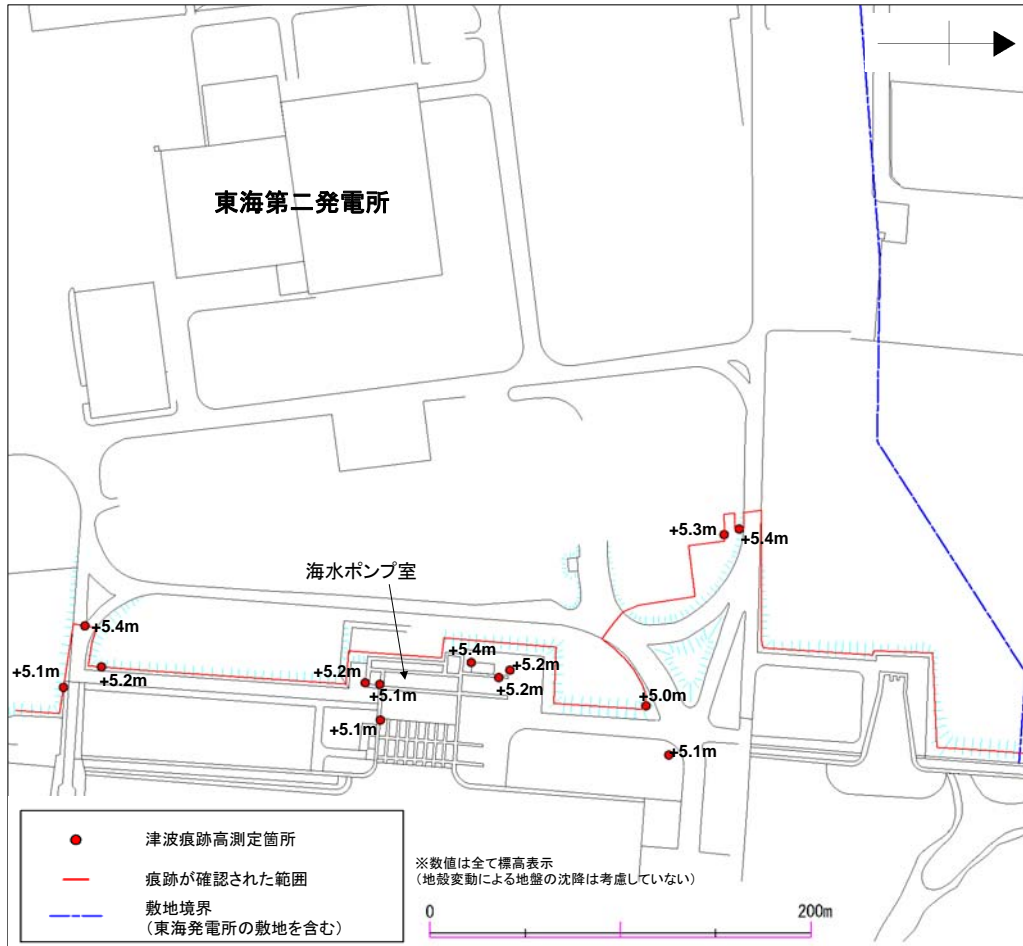 東海第二発電所
+5.3m
+5.4m
海水ポンプ室
+5.4m
+5.4m
+5.1m
+5.2m
+5.2m
+5.2m
+5.2m
+5.1m
+5.0m
+5.1m
+5.1m
津波痕跡高測定箇所
痕跡が確認された範囲
敷地境界
(東海発電所の敷地を含む)
※数値は全て標高表示
(地殻変動による地盤の沈降は考慮していない)
0
200m